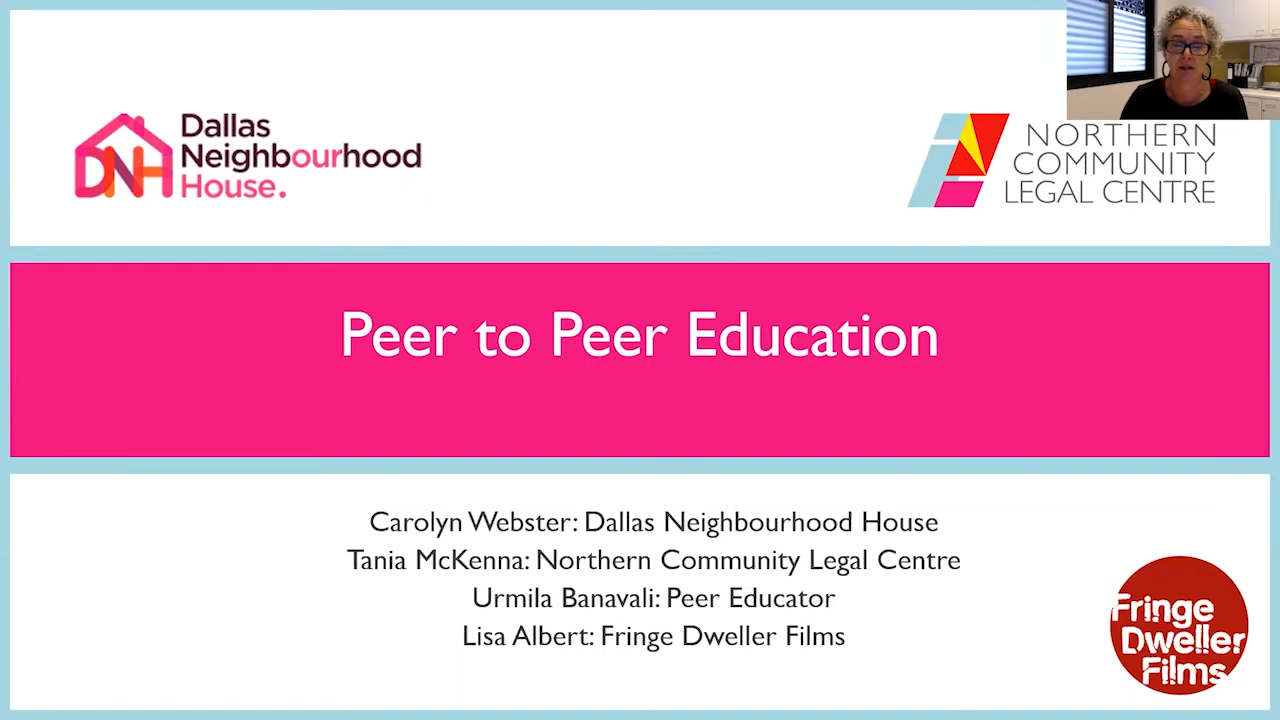 Dallas
Neighbourhood
House.
DNH
NORTHERN
COMMUNITY
LEGAL CENTRE
Peer to Peer Education
Carolyn Webster: Dallas Neighbourhood House
Tania McKenna: Northern Community Legal Centre
Urmila Banavali: Peer Educator
Lisa Albert: Fringe Dweller Films
Fringe
Dweller
Films